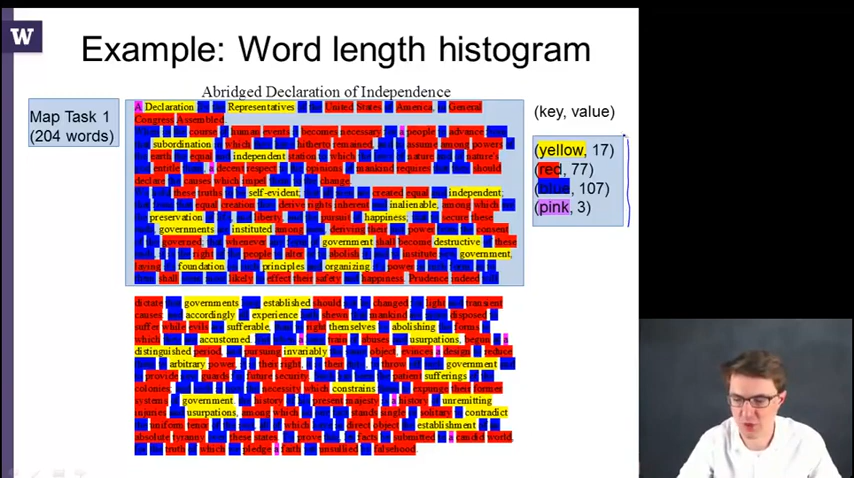 W
Example: Word length histogram
Abridged Declaration of Independence
Map Task 1
(204 words)
(key, value)
(yellow, 17)
(red, 77)
(blue, 107)
(pink, 3)
A Declaration the Representatives of the United States of America, in General
Congress Assembled.
When in the course of human events it becomes necessary for a people to advance from
that subordination in which they have hitherto remained, and to assume among powers of
the earth the equal and independent station to which the laws of nature and of nature's
god entitle them, a decent respect to the opinions of mankind requires that they should
declare the causes which impel them to the change.
We hold these truths to be self-evident; that all men are created equal and independent;
that from that equal creation they derive rights inherent and inalienable, among which are
the preservation of life, and liberty, and the pursuit of happiness; that to secure these
ends, governments are instituted among men, deriving their just power from the consent
of the governed; that whenever any form of government shall become destructive of these
ends, it is the right of the people to alter or to abolish it, and to institute new government,
laying its foundation on such principles and organizing its power in such form, as to
them shall seem most likely to effect their safety and happiness. Prudence indeed will
dictate that governments long established should not be changed for light and transient
causes: and accordingly all experience hath shewn that mankind are more disposed to
suffer while evils are sufferable, than to right themselves by abolishing the forms to
which they are accustomed. But when a long train of abuses and usurpations, begun at a
distinguished period, and pursuing invariably the same object, evinces a design to reduce
them to arbitrary power, it is their right, it is their duty, to throw off such government and
to provide new guards for future security. Such has been the patient sufferings of the
colonies; and such is now the necessity which constrains them to expunge their former
systems of government. the history of his present majesty is a history of unremitting
injuries and usurpations, among which no one fact stands single or solitary to contradict
the uniform tenor of the rest, all of which have in direct object the establishment of an
absolute tyranny over these states. To prove this, let facts be submitted to a candid world,
for the truth of which we pledge a faith yet unsullied by falsehood.